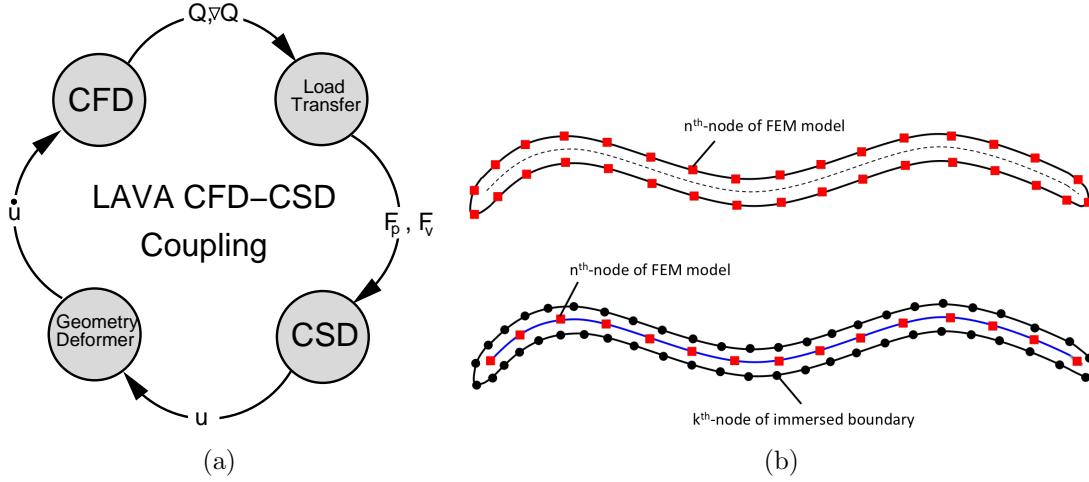 Q,∇Q
CFD
Load
Transfer
LAVA CFD–CSD
Coupling
u̇
F_p , F_v
Geometry
Deformer
CSD
u
(a)
nᵗʰ-node of FEM model
nᵗʰ-node of FEM model
kᵗʰ-node of immersed boundary
(b)